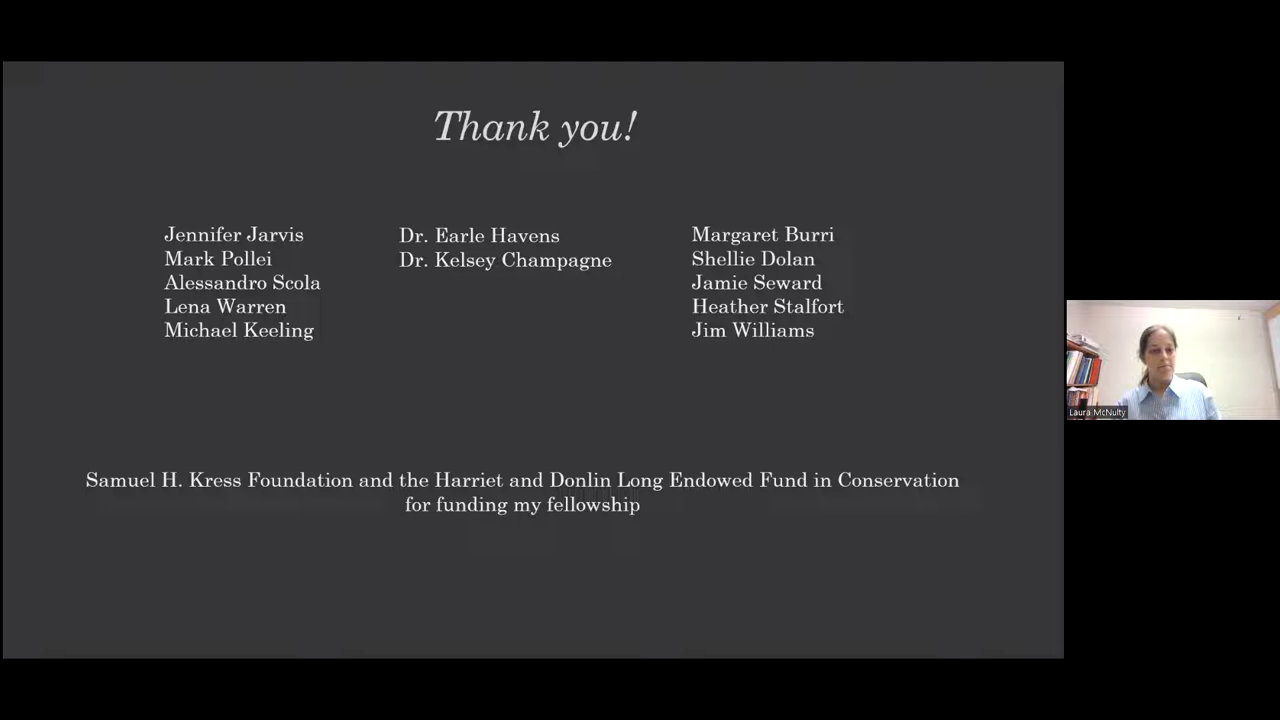 Thank you!
Jennifer Jarvis
Mark Pollei
Alessandro Scola
Lena Warren
Michael Keeling
Dr. Earle Havens
Dr. Kelsey Champagne
Margaret Burri
Shellie Dolan
Jamie Seward
Heather Stalfort
Jim Williams
Samuel H. Kress Foundation and the Harriet and Donlin Long Endowed Fund in Conservation
for funding my fellowship
Laura McNulty